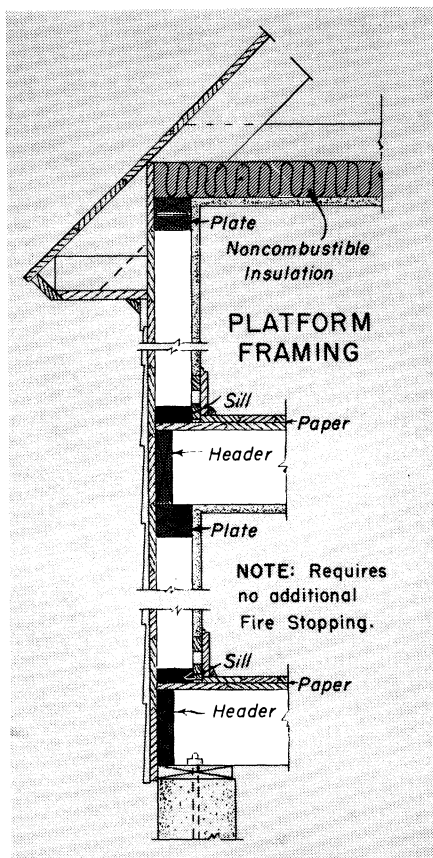 Plate
Noncombustible
Insulation
PLATFORM
FRAMING
Sill
Paper
Header
Plate
NOTE: Requires
no additional
Fire Stopping.
Sill
Paper
Header